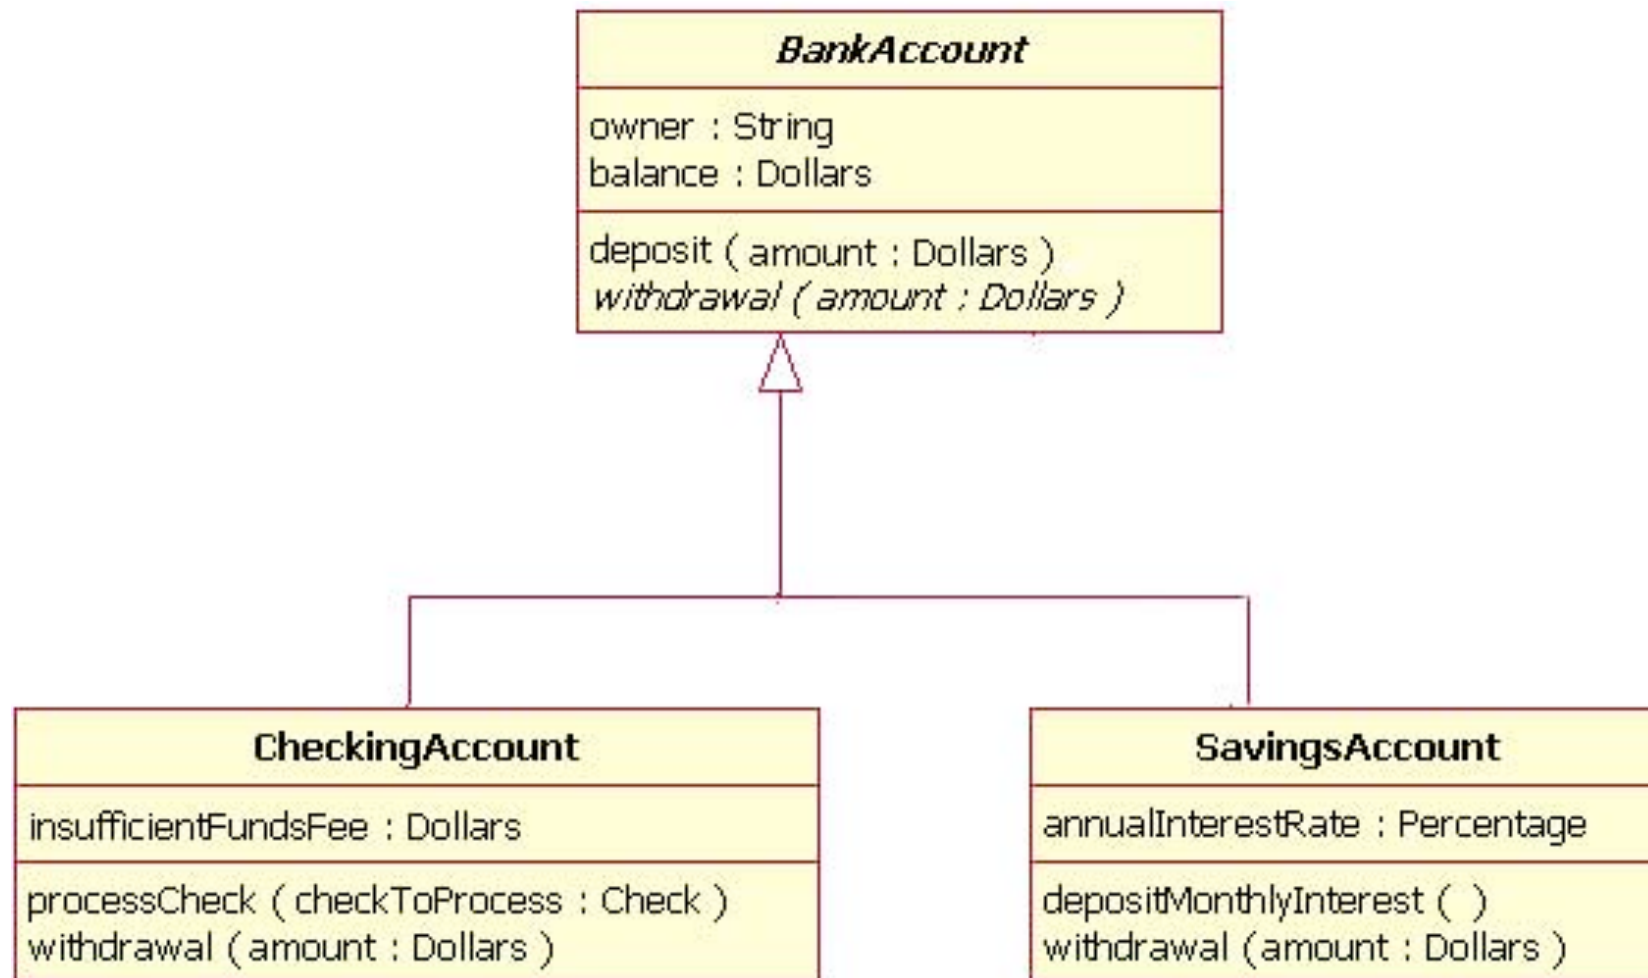 BankAccount
owner : String
balance : Dollars
deposit ( amount : Dollars )
withdrawal ( amount : Dollars )
CheckingAccount
insufficientFundsFee : Dollars
processCheck ( checkToProcess : Check )
withdrawal ( amount : Dollars )
SavingsAccount
annualInterestRate : Percentage
depositMonthlyInterest ( )
withdrawal ( amount : Dollars )